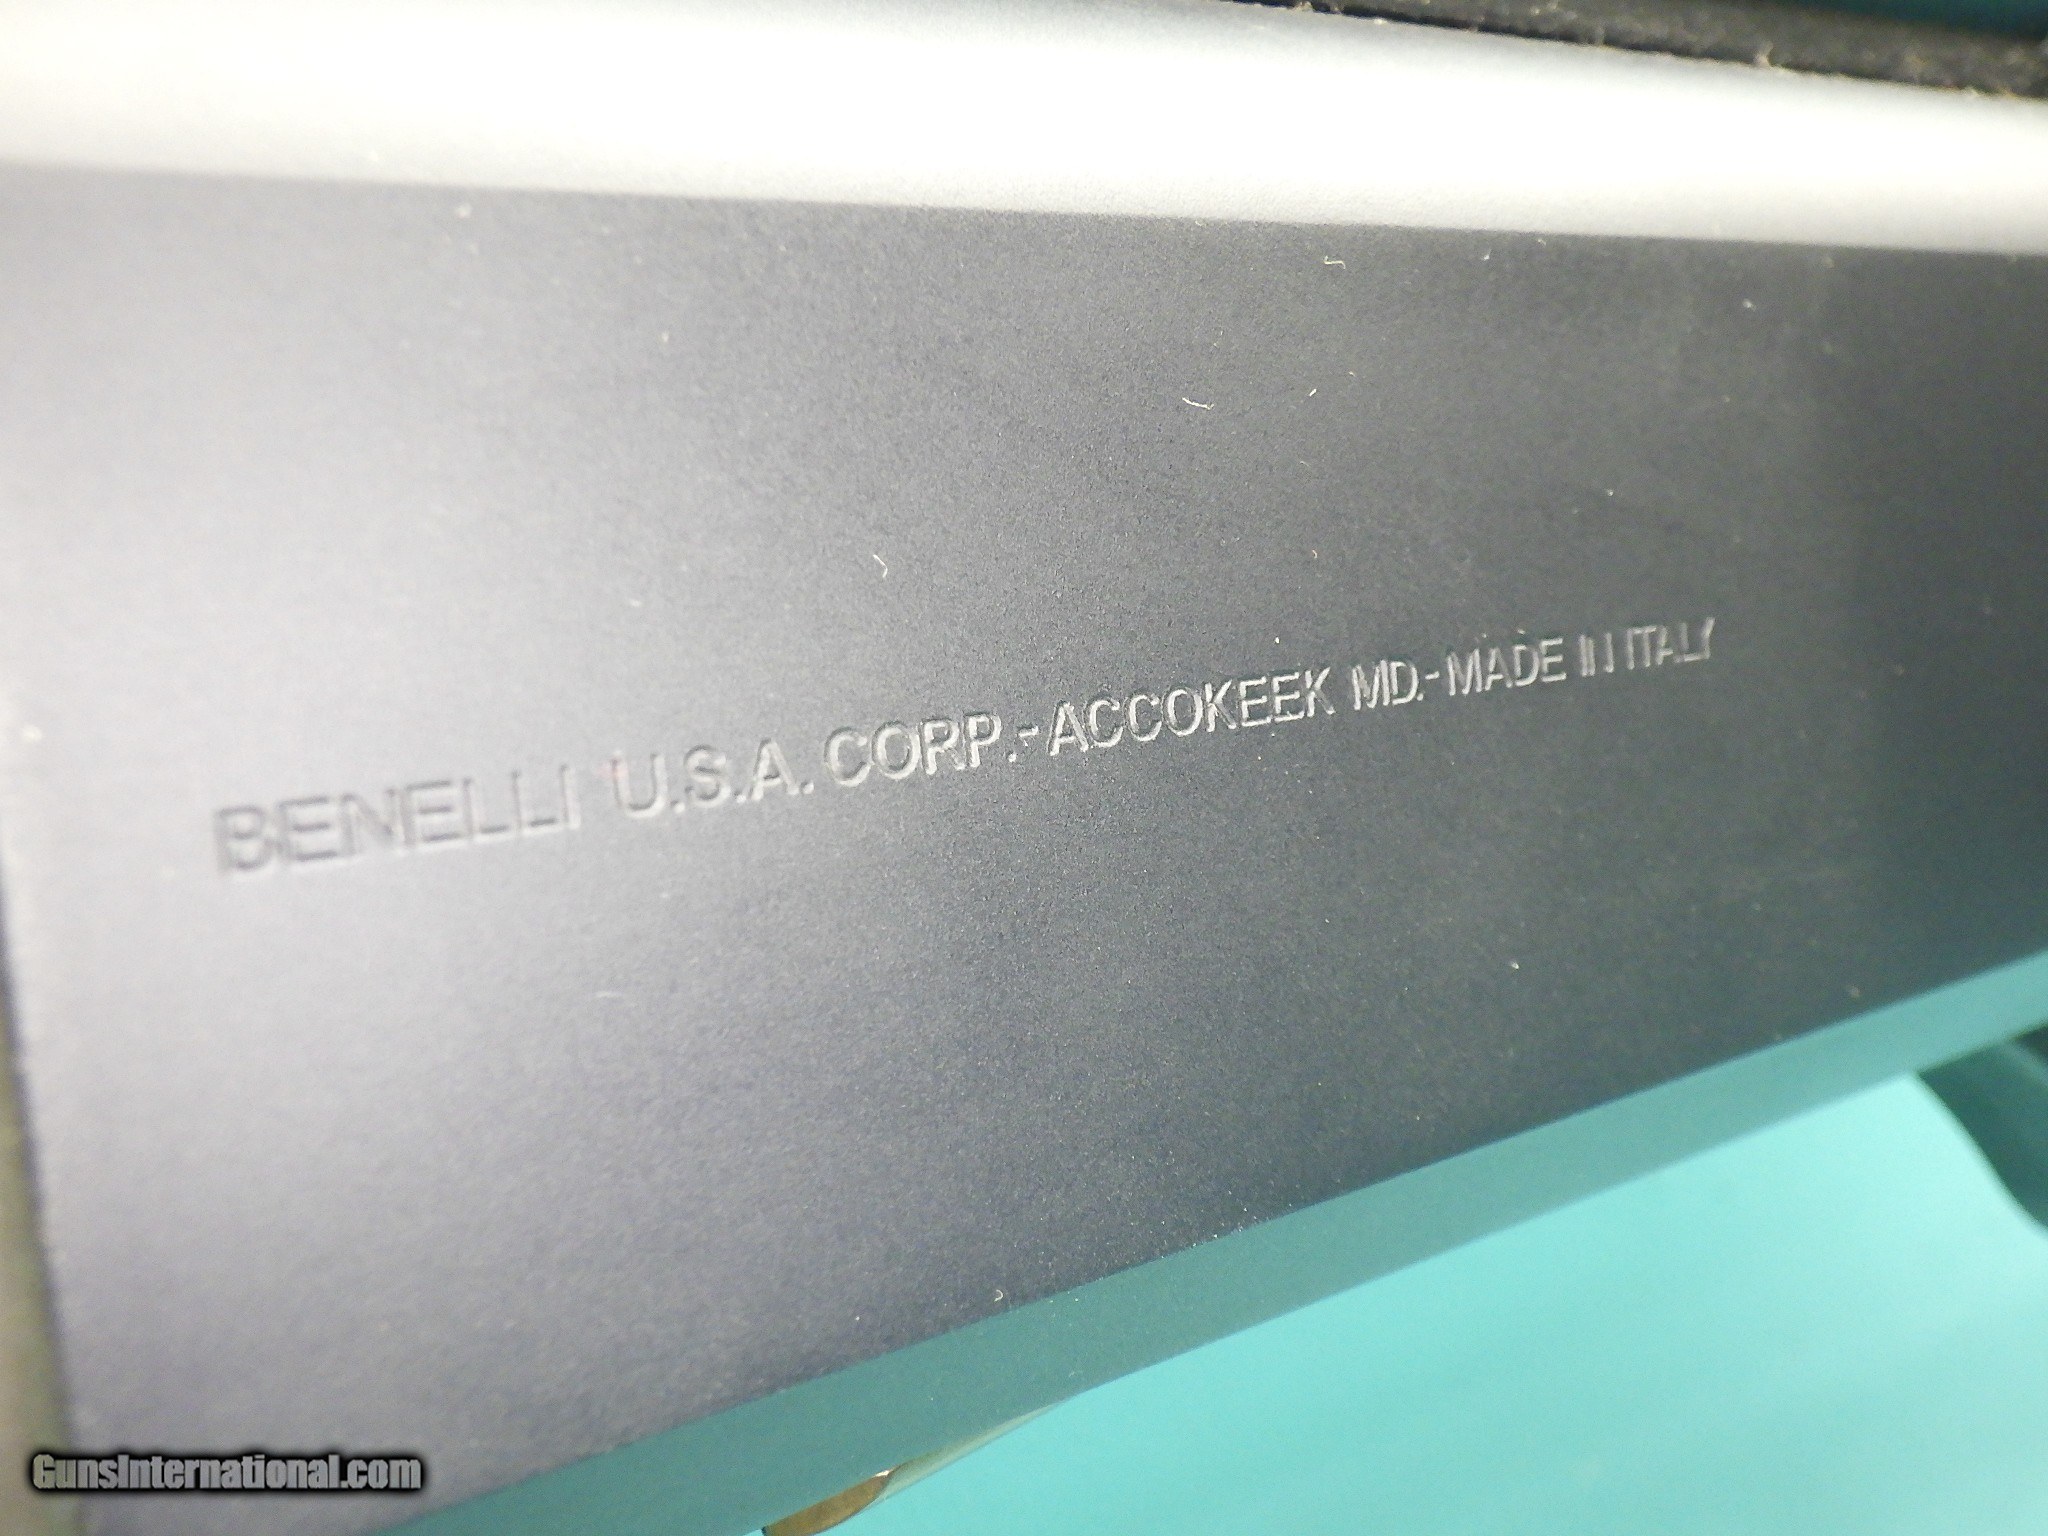 BENELLI U.S.A. CORP.-ACCOKEEK MD.-MADE IN ITALY
GunsInternational.com